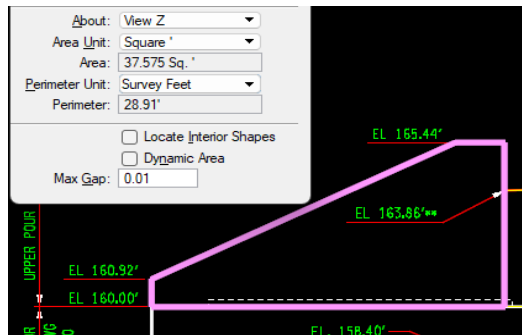 About: View Z
Area Unit: Square '
Area: 37.575 Sq. '
Perimeter Unit: Survey Feet
Perimeter: 28.91'
Locate Interior Shapes
Dynamic Area
Max Gap: 0.01
EL 165.44'
EL 163.86'**
UPPER POUR
EL 160.92'
EL 160.00'
EL 158.40'